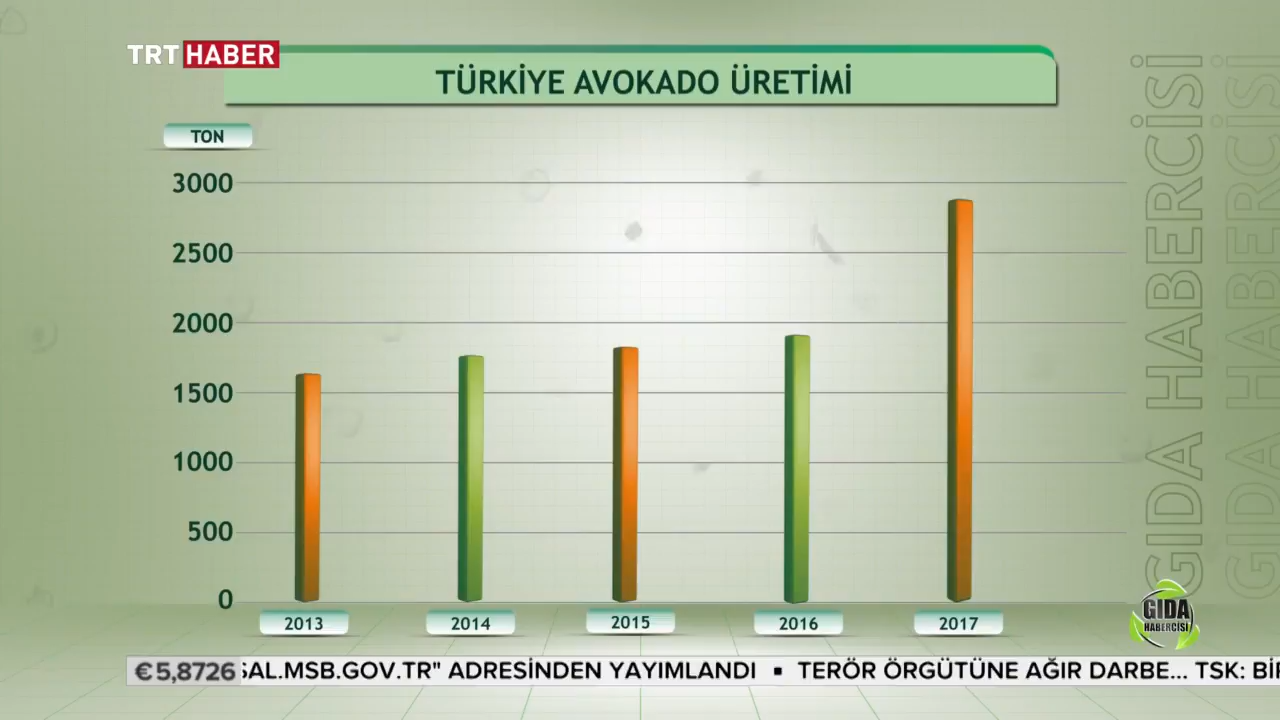 TRT HABER
TÜRKİYE AVOKADO ÜRETİMİ
TON
3000
2500
2000
1500
1000
500
0
2013
2014
2015
2016
2017
GIDA HABERCİSİ
GIDA HABERCİSİ
GIDA
HABERCİSİ
€5,8726 SAL.MSB.GOV.TR" ADRESİNDEN YAYIMLANDI ▪ TERÖR ÖRGÜTÜNE AĞIR DARBE... TSK: BİR